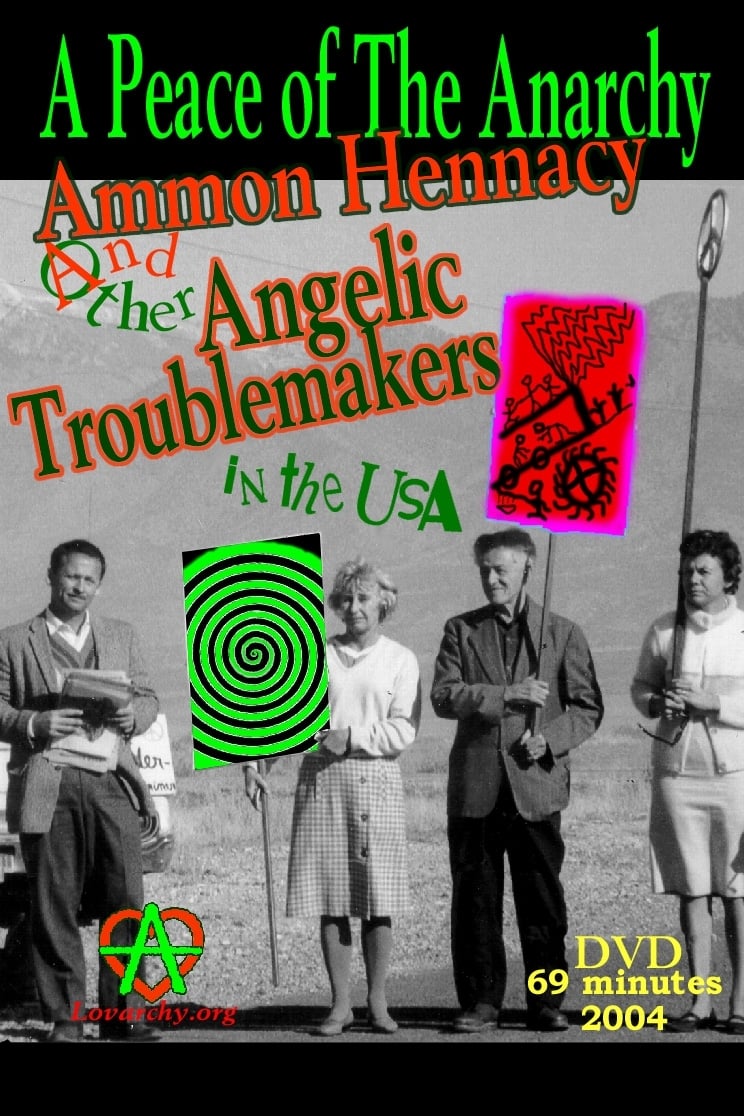 A Peace of The Anarchy
Ammon Hennacy
And
Other
Angelic
Troublemakers
in the USA
Lovarchy.org
DVD
69 minutes
2004